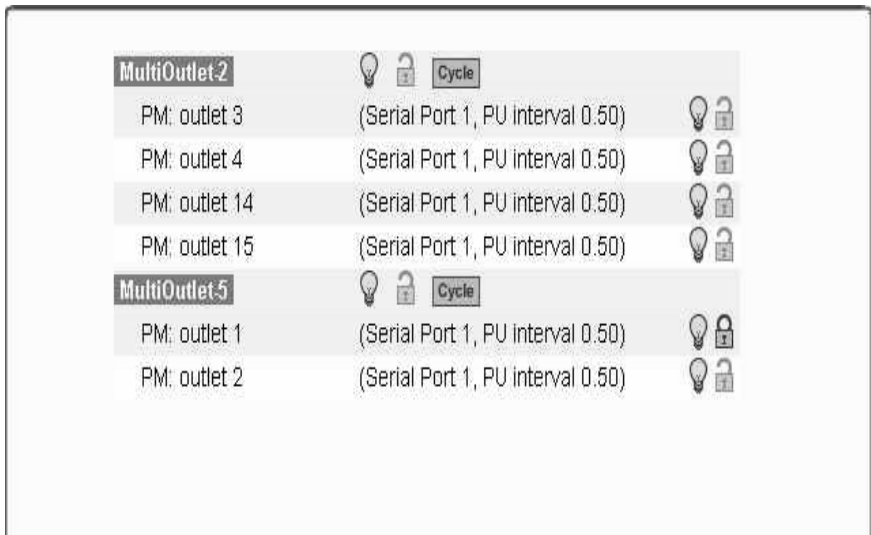 MultiOutlet-2 Cycle
PM: outlet 3 (Serial Port 1, PU interval 0.50)
PM: outlet 4 (Serial Port 1, PU interval 0.50)
PM: outlet 14 (Serial Port 1, PU interval 0.50)
PM: outlet 15 (Serial Port 1, PU interval 0.50)
MultiOutlet-5 Cycle
PM: outlet 1 (Serial Port 1, PU interval 0.50)
PM: outlet 2 (Serial Port 1, PU interval 0.50)